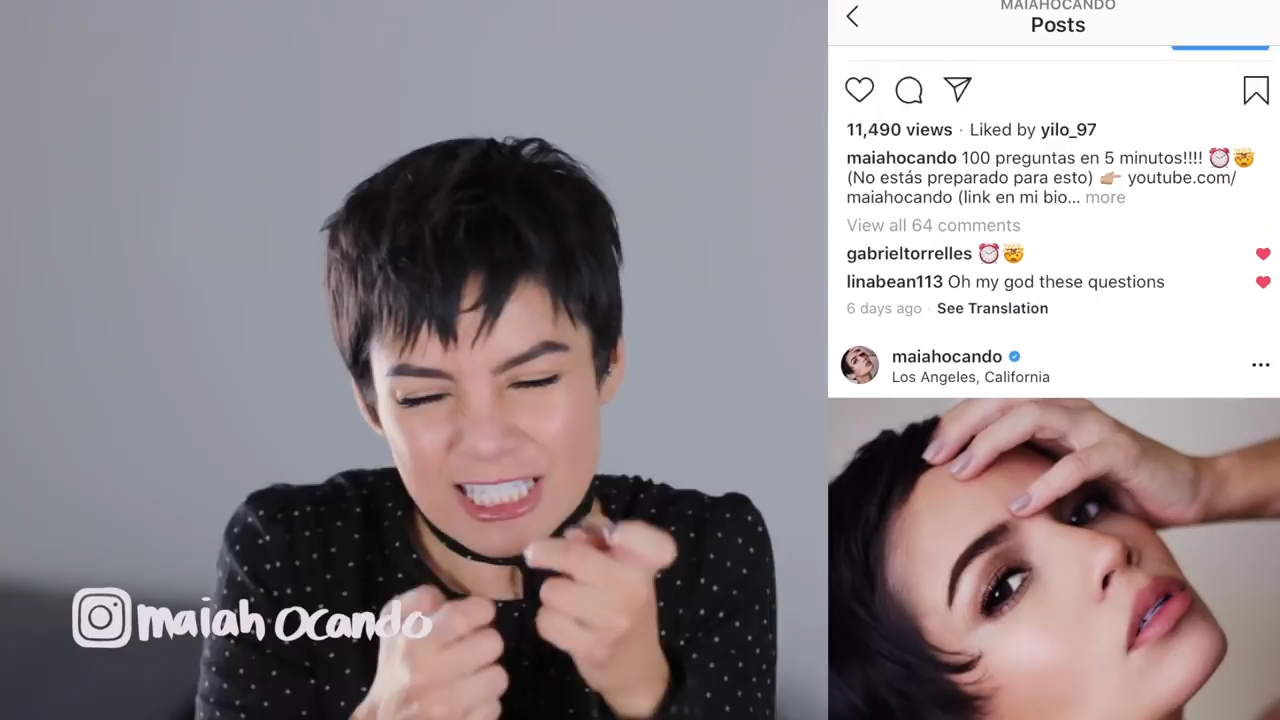 MAIAHOCANDO
Posts
11,490 views · Liked by yilo_97
maiahocando 100 preguntas en 5 minutos!!!! ⏰🤯
(No estás preparado para esto) 👉🏼 youtube.com/
maiahocando (link en mi bio... more
View all 64 comments
gabrieltorrelles ⏰🤯
linabean113 Oh my god these questions
6 days ago · See Translation
maiahocando
Los Angeles, California
maiah ocando